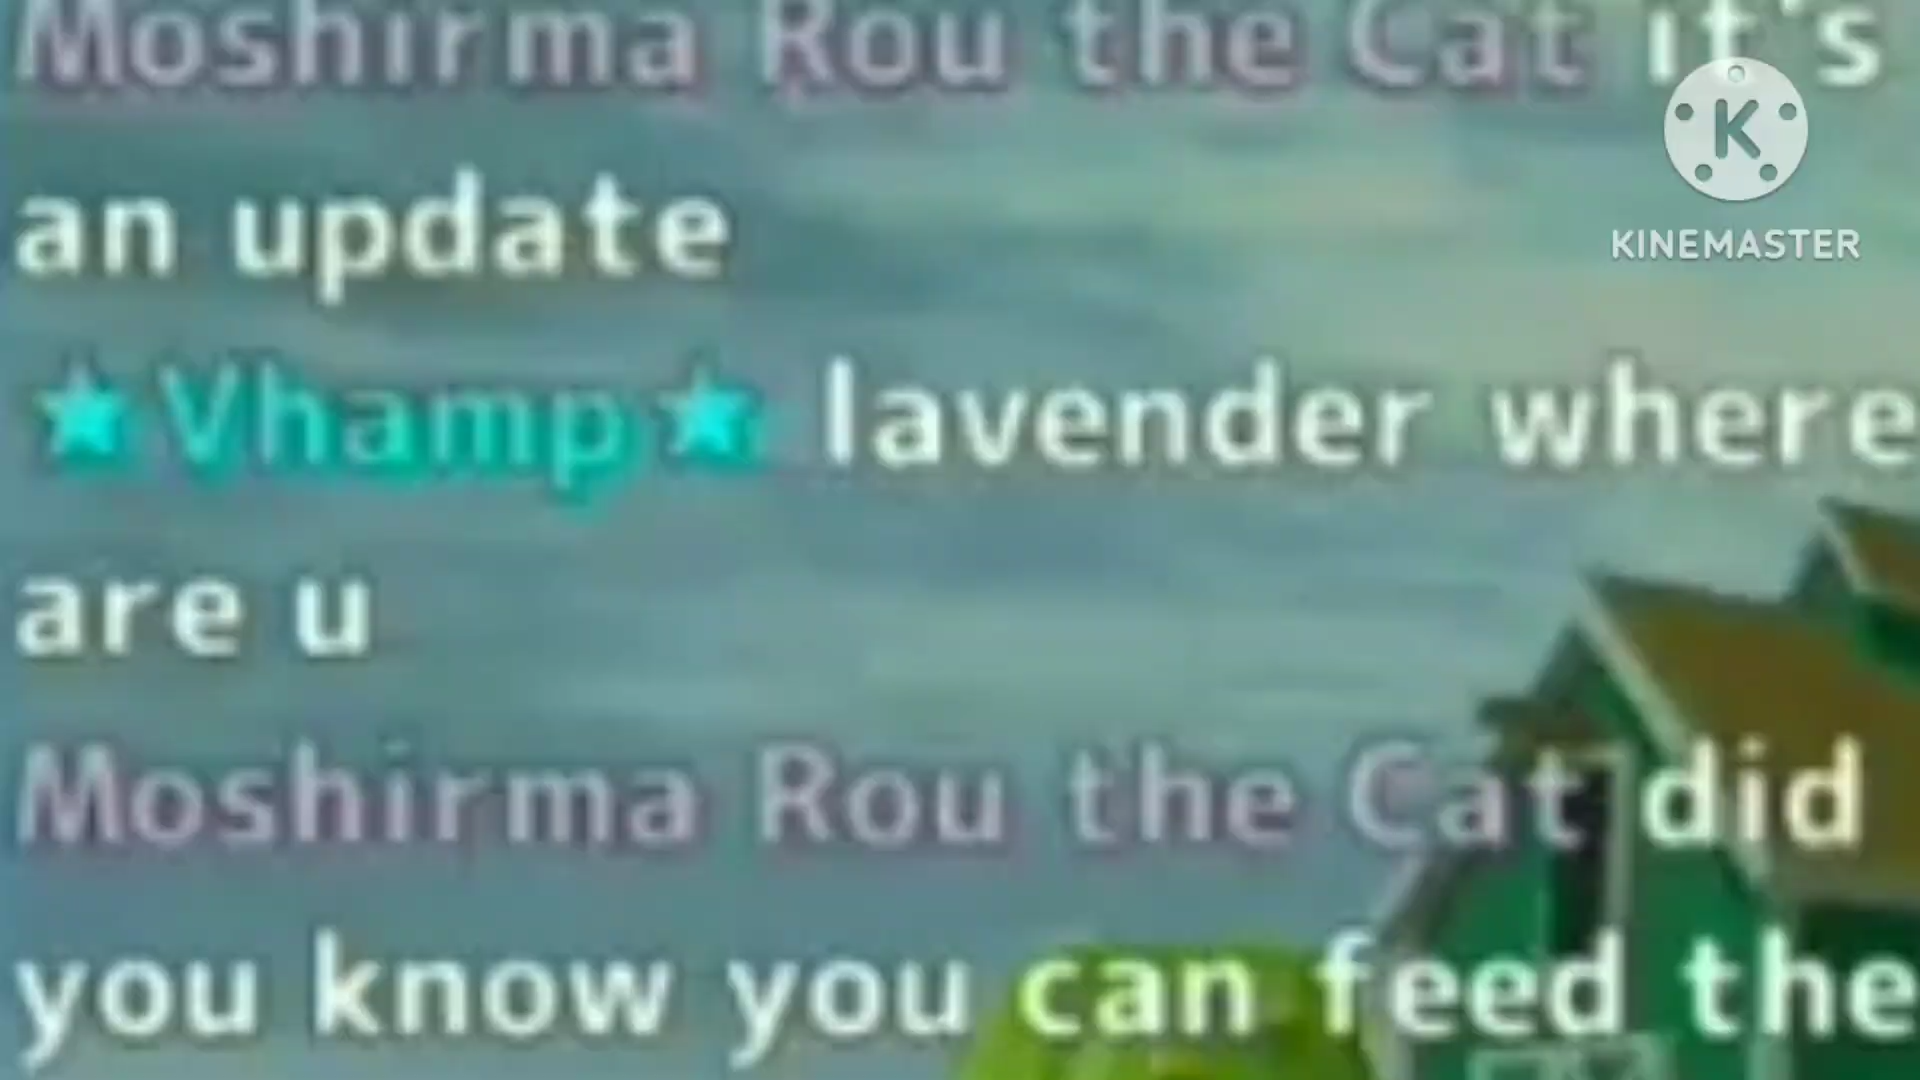 Moshirma Rou the Cat it's
K
KINEMASTER
an update
★Vhamp★ lavender where
are u
Moshirma Rou the Cat did
you know you can feed the